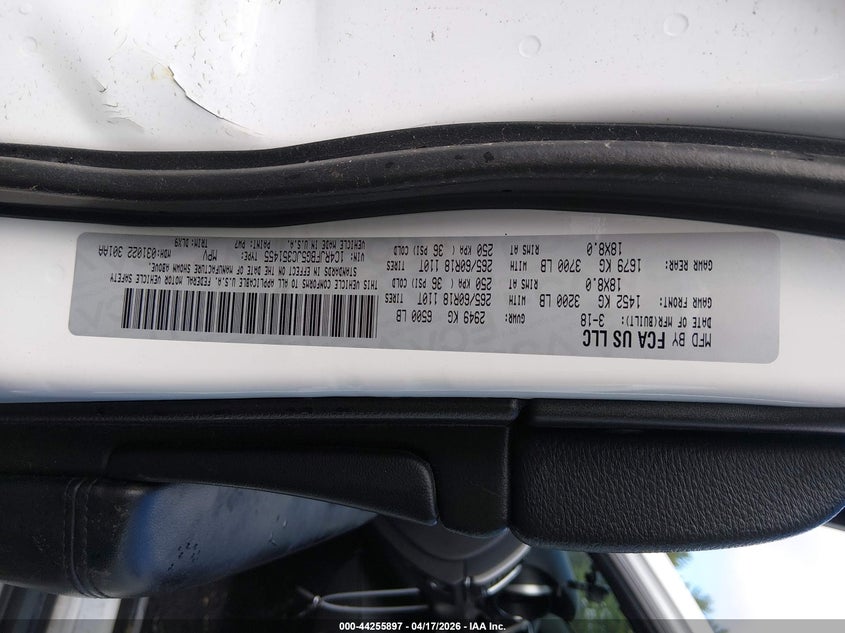 MFD BY FCA US LLC
DATE OF MFR(BUILT): 3-18 GVWR: 2949 KG 6500 LB
GAWR FRONT: 1452 KG 3200 LB WITH 265/60R18 110T TIRES
18X8.0 RIMS AT 250 KPA( 36 PSI) COLD
GAWR REAR: 1679 KG 3700 LB WITH 265/60R18 110T TIRES
18X8.0 RIMS AT 250 KPA( 36 PSI) COLD
THIS VEHICLE CONFORMS TO ALL APPLICABLE U.S.A. FEDERAL MOTOR VEHICLE SAFETY
STANDARDS IN EFFECT ON THE DATE OF MANUFACTURE SHOWN ABOVE.
VIN: 1C4RJFBG5JC351455 TYPE: MPV MDH:031022 301AA
VEHICLE MADE IN U.S.A. PAINT: PW7 TRIM: DLX9
000-44255897 - 04/17/2026 - IAA Inc.